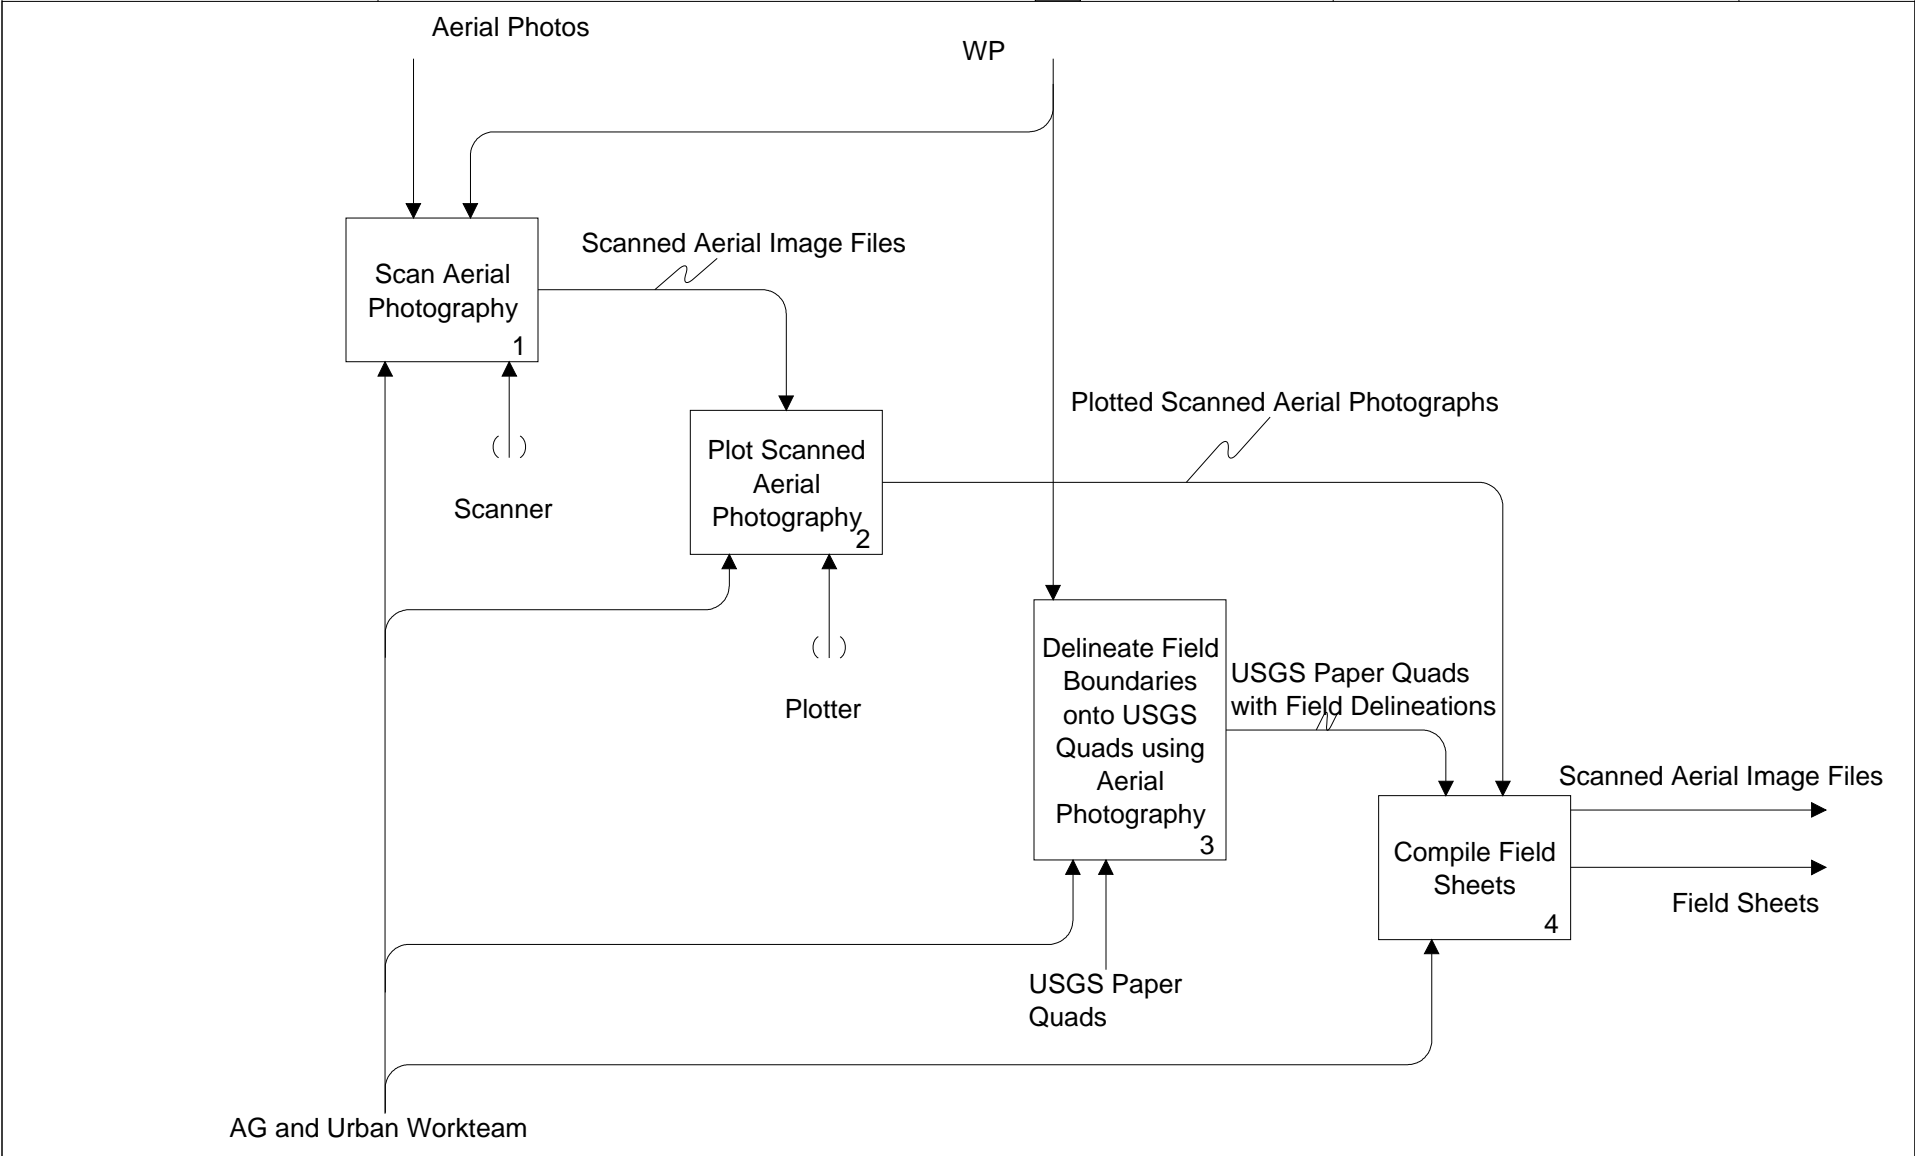 Aerial Photos
WP
Scanned Aerial Image Files
Scan Aerial
Photography
1
Plotted Scanned Aerial Photographs
Plot Scanned
Aerial
Photography
2
Scanner
Delineate Field
Boundaries
onto USGS
Quads using
Aerial
Photography
3
USGS Paper Quads
with Field Delineations
Plotter
Scanned Aerial Image Files
Compile Field
Sheets
4
Field Sheets
USGS Paper
Quads
AG and Urban Workteam